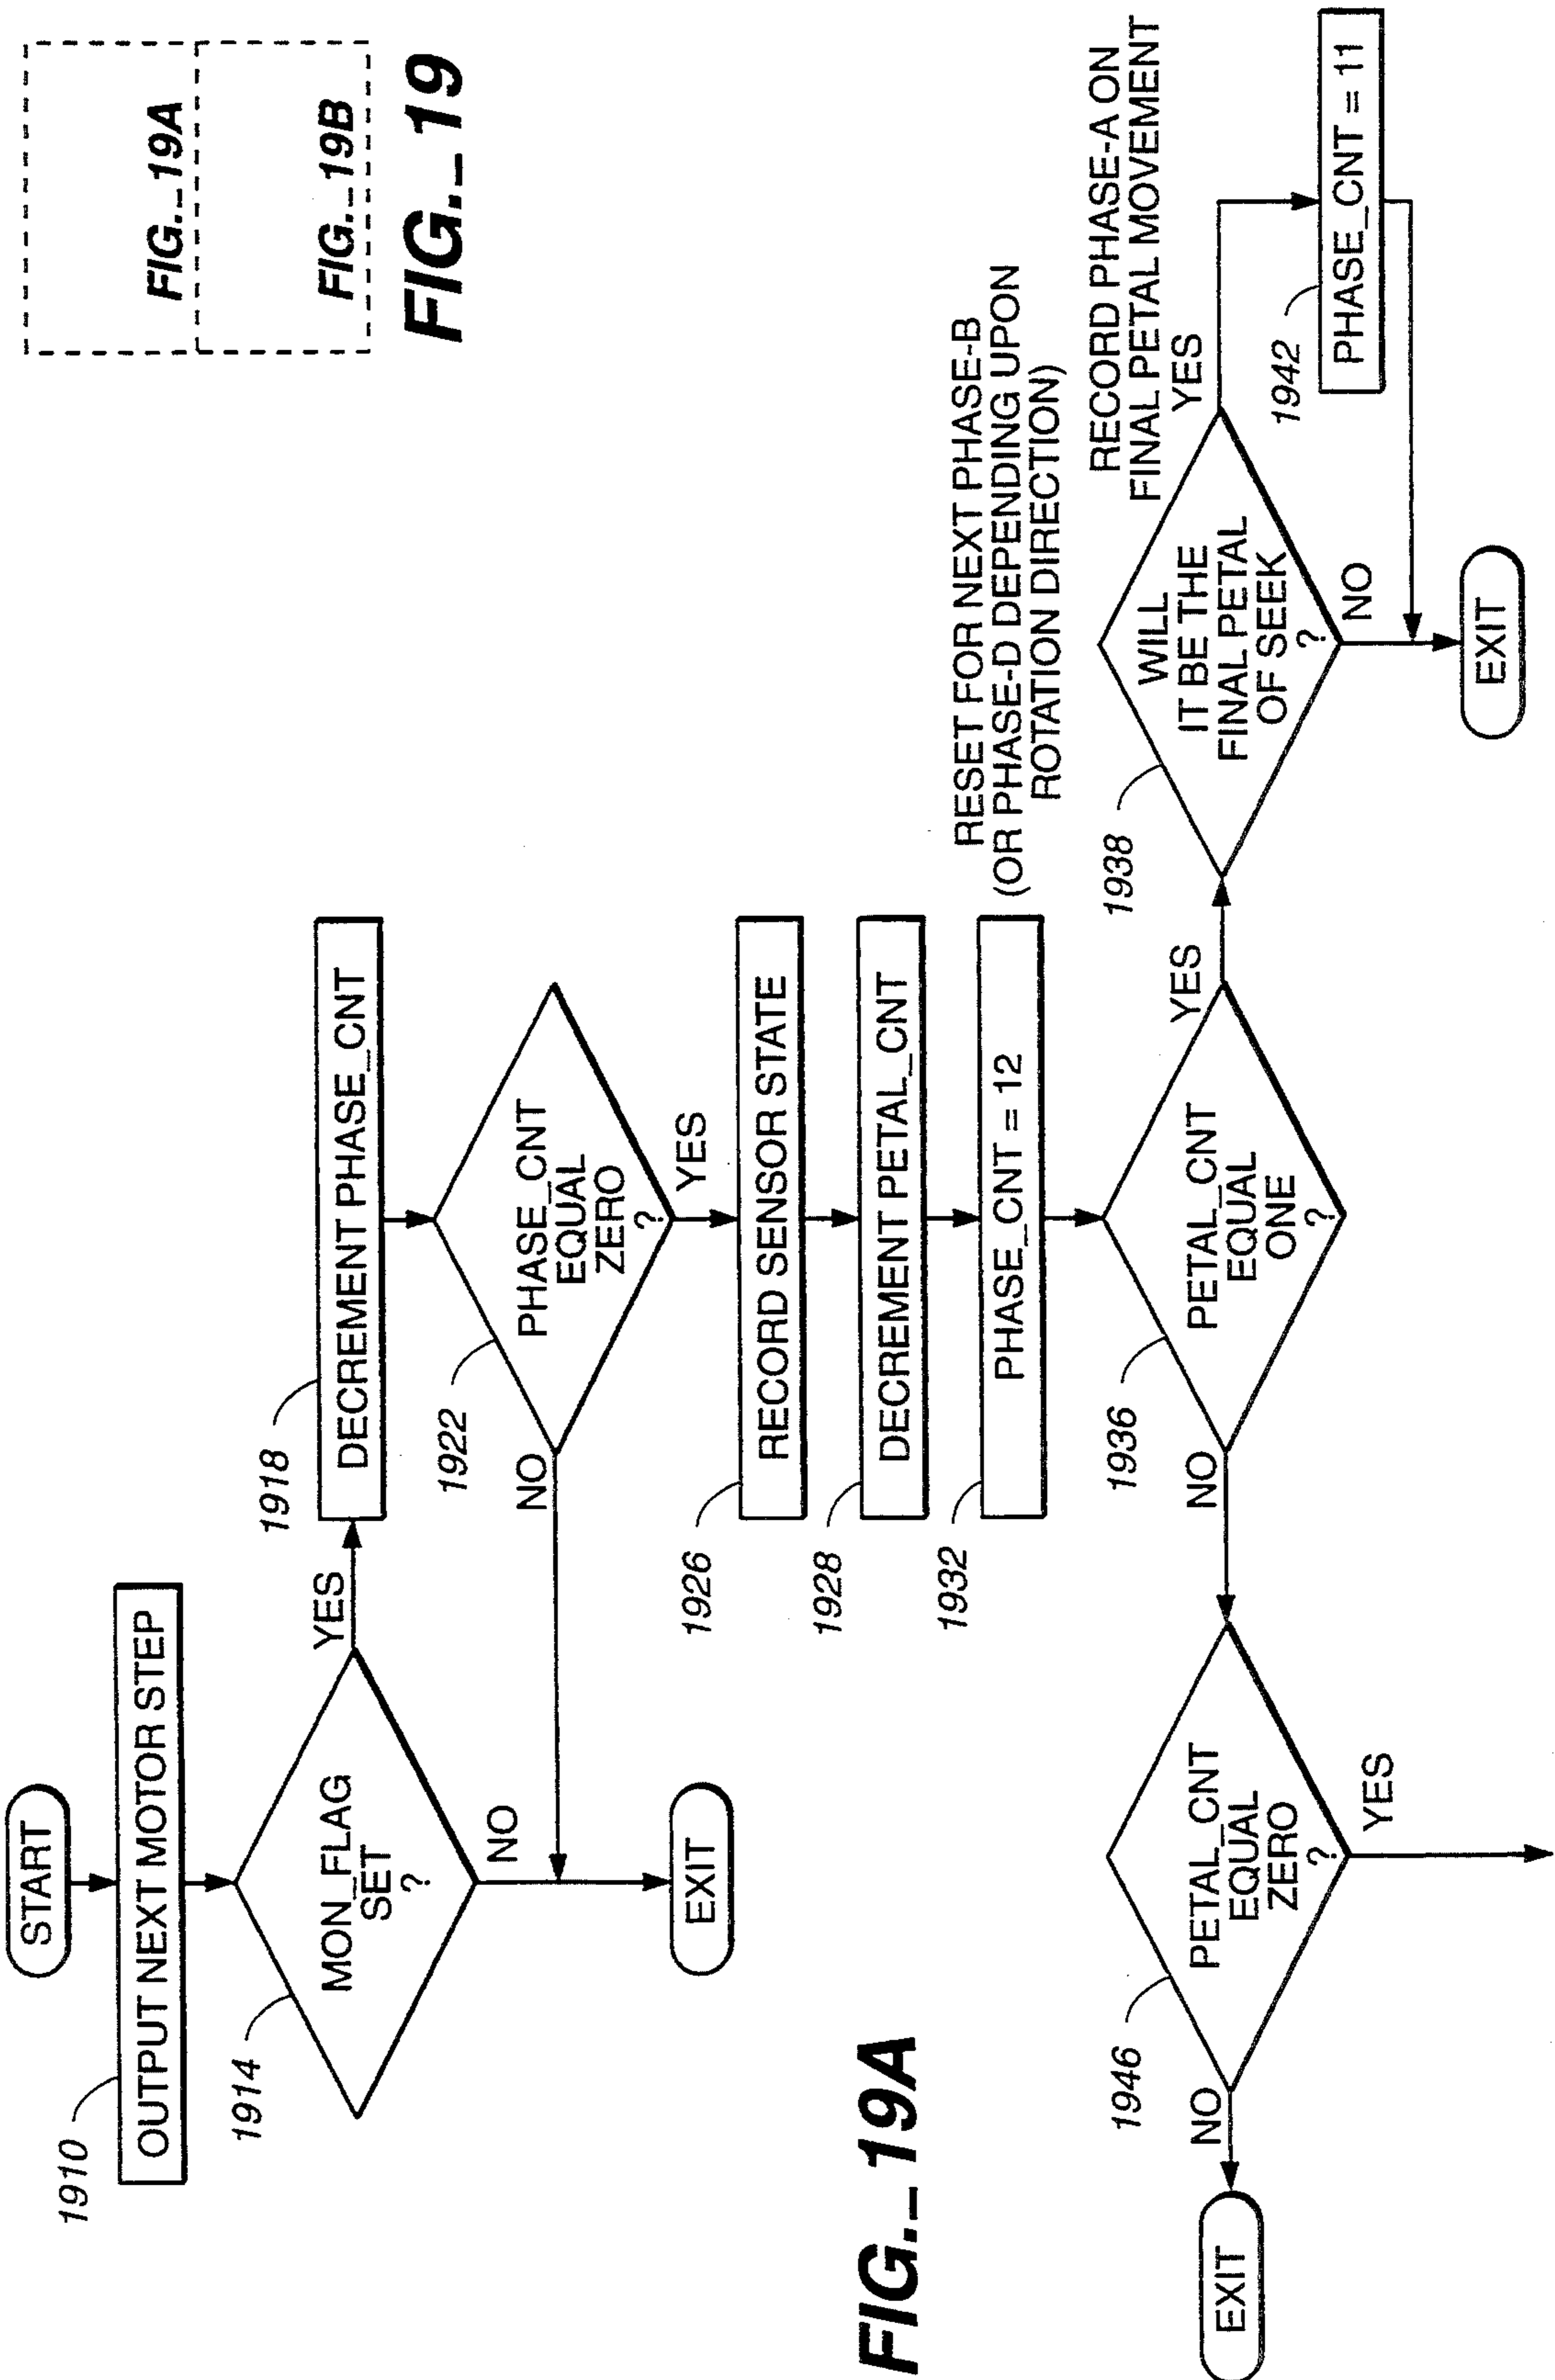 START
1910
OUTPUT NEXT MOTOR STEP
1914
MON_FLAG
SET
?
YES
NO
EXIT
1918
DECREMENT PHASE_CNT
1922
PHASE_CNT
EQUAL
ZERO
?
NO
YES
1926
RECORD SENSOR STATE
1928
DECREMENT PETAL_CNT
1932
PHASE_CNT = 12
RESET FOR NEXT PHASE-B
(OR PHASE-D DEPENDING UPON
ROTATION DIRECTION)
1936
PETAL_CNT
EQUAL
ONE
?
NO
YES
1938
WILL
IT BE THE
FINAL PETAL
OF SEEK
?
YES
NO
RECORD PHASE-A ON
FINAL PETAL MOVEMENT
1942
PHASE_CNT = 11
EXIT
1946
PETAL_CNT
EQUAL
ZERO
?
NO
YES
EXIT
FIG._19A
FIG._19A
FIG._19B
FIG._19